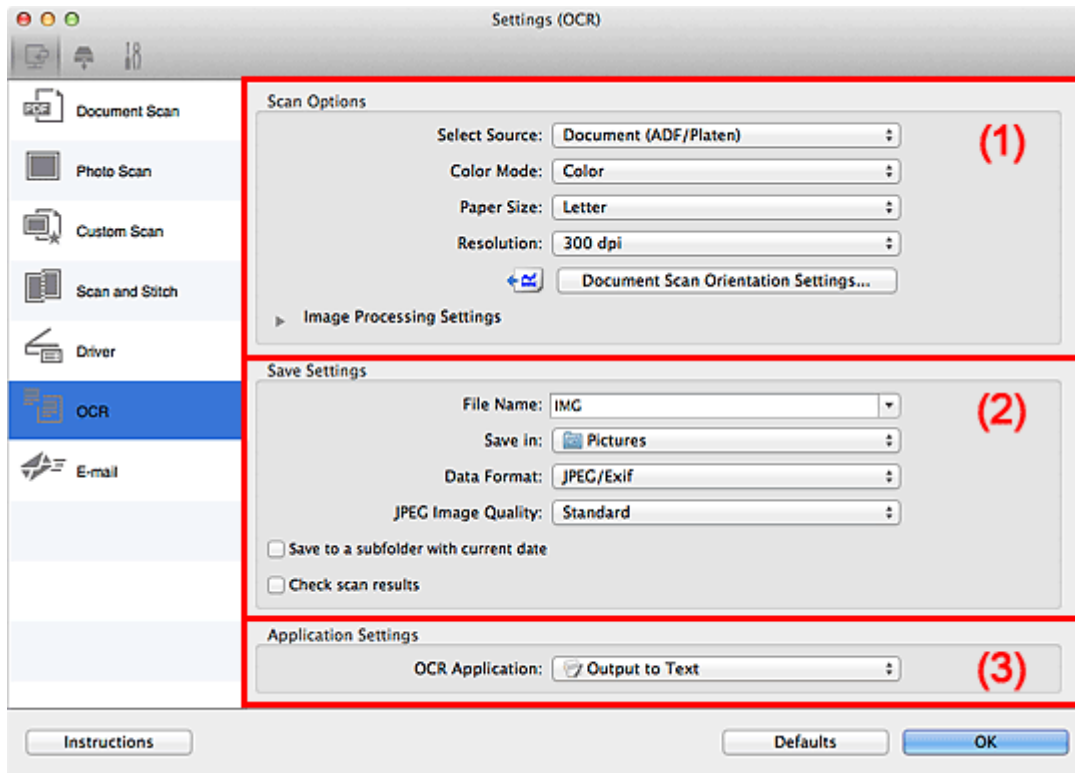 Settings (OCR)
Document Scan
Photo Scan
Custom Scan
Scan and Stitch
Driver
OCR
E-mail
Scan Options
(1)
Select Source: Document (ADF/Platen)
Color Mode: Color
Paper Size: Letter
Resolution: 300 dpi
Document Scan Orientation Settings...
Image Processing Settings
Save Settings
(2)
File Name: IMG
Save in: Pictures
Data Format: JPEG/Exif
JPEG Image Quality: Standard
Save to a subfolder with current date
Check scan results
Application Settings
(3)
OCR Application: Output to Text
Instructions
Defaults
OK